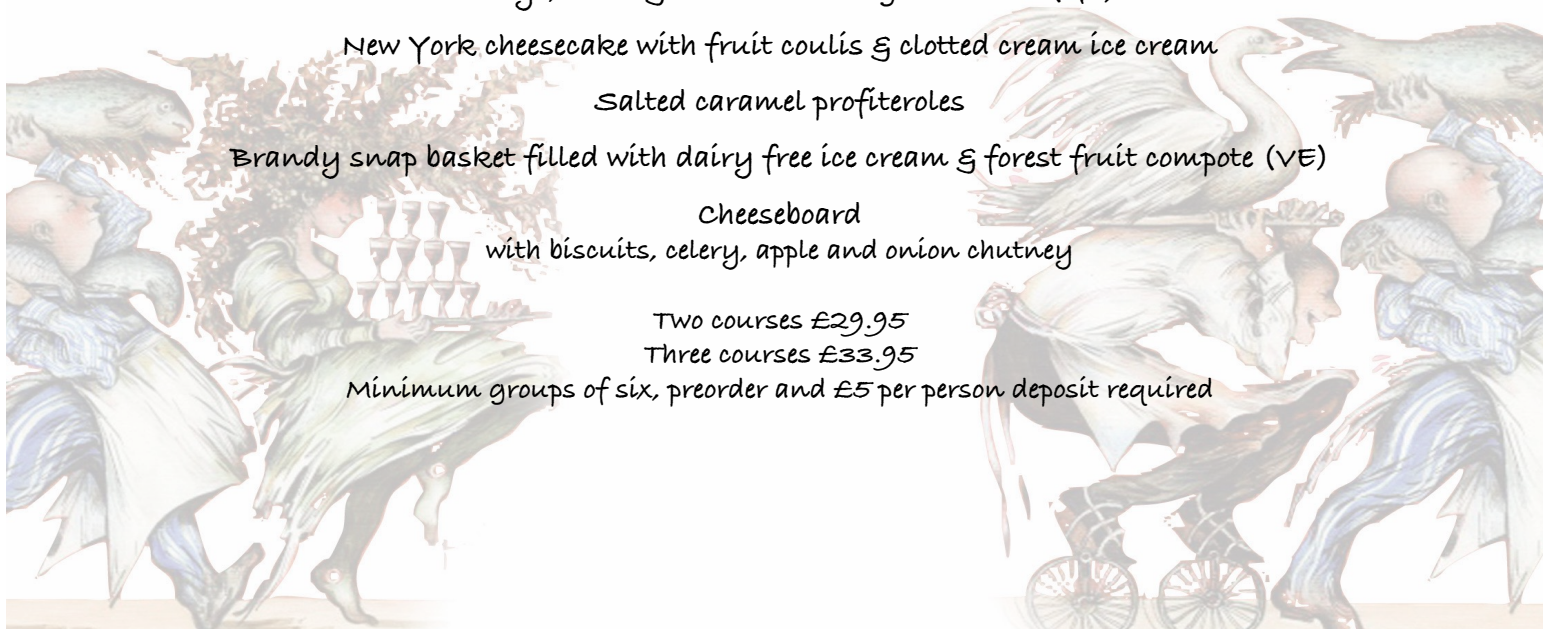 New York cheesecake with fruit coulis & clotted cream ice cream
Salted caramel profiteroles
Brandy snap basket filled with dairy free ice cream & forest fruit compote (VE)
Cheeseboard
with biscuits, celery, apple and onion chutney
Two courses £29.95
Three courses £33.95
Minimum groups of six, preorder and £5 per person deposit required